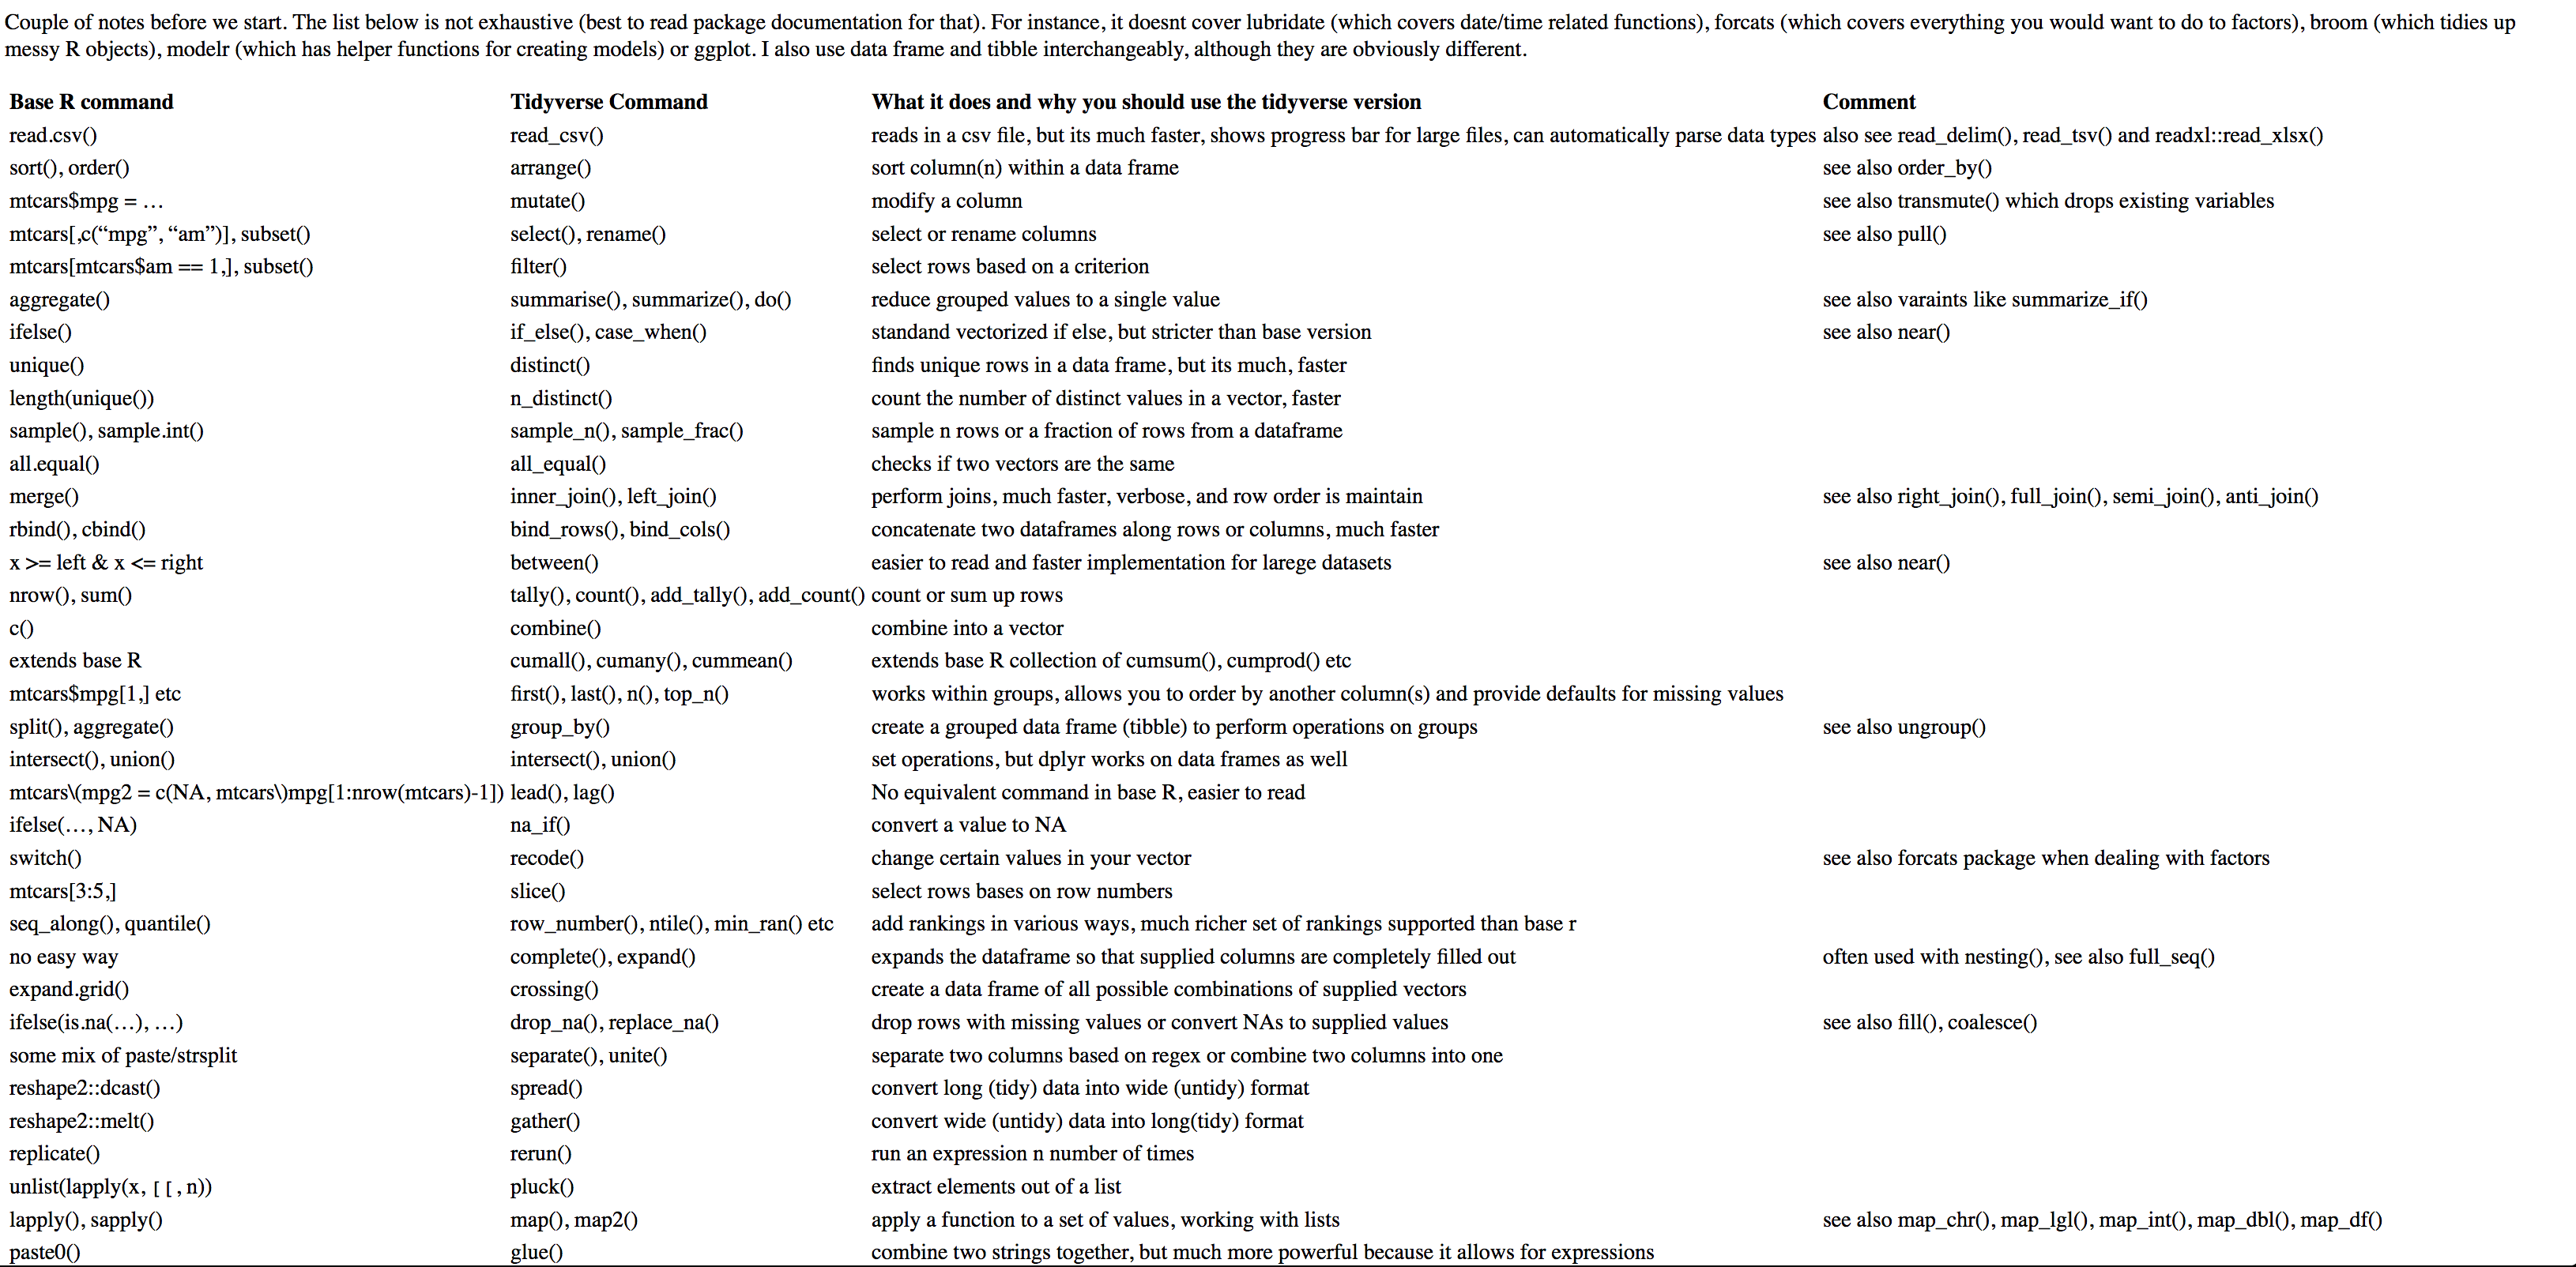 Couple of notes before we start. The list below is not exhaustive (best to read package documentation for that). For instance, it doesnt cover lubridate (which covers date/time related functions), forcats (which covers everything you would want to do to factors), broom (which tidies up
messy R objects), modelr (which has helper functions for creating models) or ggplot. I also use data frame and tibble interchangeably, although they are obviously different.
Base R command Tidyverse Command What it does and why you should use the tidyverse version Comment
read.csv() read_csv() reads in a csv file, but its much faster, shows progress bar for large files, can automatically parse data types also see read_delim(), read_tsv() and readxl::read_xlsx()
sort(), order() arrange() sort column(n) within a data frame see also order_by()
mtcars$mpg = … mutate() modify a column see also transmute() which drops existing variables
mtcars[,c(“mpg”, “am”)], subset() select(), rename() select or rename columns see also pull()
mtcars[mtcars$am == 1,], subset() filter() select rows based on a criterion
aggregate() summarise(), summarize(), do() reduce grouped values to a single value see also varaints like summarize_if()
ifelse() if_else(), case_when() standand vectorized if else, but stricter than base version see also near()
unique() distinct() finds unique rows in a data frame, but its much, faster
length(unique()) n_distinct() count the number of distinct values in a vector, faster
sample(), sample.int() sample_n(), sample_frac() sample n rows or a fraction of rows from a dataframe
all.equal() all_equal() checks if two vectors are the same
merge() inner_join(), left_join() perform joins, much faster, verbose, and row order is maintain see also right_join(), full_join(), semi_join(), anti_join()
rbind(), cbind() bind_rows(), bind_cols() concatenate two dataframes along rows or columns, much faster
x >= left & x <= right between() easier to read and faster implementation for larege datasets see also near()
nrow(), sum() tally(), count(), add_tally(), add_count() count or sum up rows
c() combine() combine into a vector
extends base R cumall(), cumany(), cummean() extends base R collection of cumsum(), cumprod() etc
mtcars$mpg[1,] etc first(), last(), n(), top_n() works within groups, allows you to order by another column(s) and provide defaults for missing values
split(), aggregate() group_by() create a grouped data frame (tibble) to perform operations on groups see also ungroup()
intersect(), union() intersect(), union() set operations, but dplyr works on data frames as well
mtcars\(mpg2 = c(NA, mtcars\)mpg[1:nrow(mtcars)-1]) lead(), lag() No equivalent command in base R, easier to read
ifelse(…, NA) na_if() convert a value to NA
switch() recode() change certain values in your vector see also forcats package when dealing with factors
mtcars[3:5,] slice() select rows bases on row numbers
seq_along(), quantile() row_number(), ntile(), min_ran() etc add rankings in various ways, much richer set of rankings supported than base r
no easy way complete(), expand() expands the dataframe so that supplied columns are completely filled out often used with nesting(), see also full_seq()
expand.grid() crossing() create a data frame of all possible combinations of supplied vectors
ifelse(is.na(…), …) drop_na(), replace_na() drop rows with missing values or convert NAs to supplied values see also fill(), coalesce()
some mix of paste/strsplit separate(), unite() separate two columns based on regex or combine two columns into one
reshape2::dcast() spread() convert long (tidy) data into wide (untidy) format
reshape2::melt() gather() convert wide (untidy) data into long(tidy) format
replicate() rerun() run an expression n number of times
unlist(lapply(x, [[, n)) pluck() extract elements out of a list
lapply(), sapply() map(), map2() apply a function to a set of values, working with lists see also map_chr(), map_lgl(), map_int(), map_dbl(), map_df()
paste0() glue() combine two strings together, but much more powerful because it allows for expressions